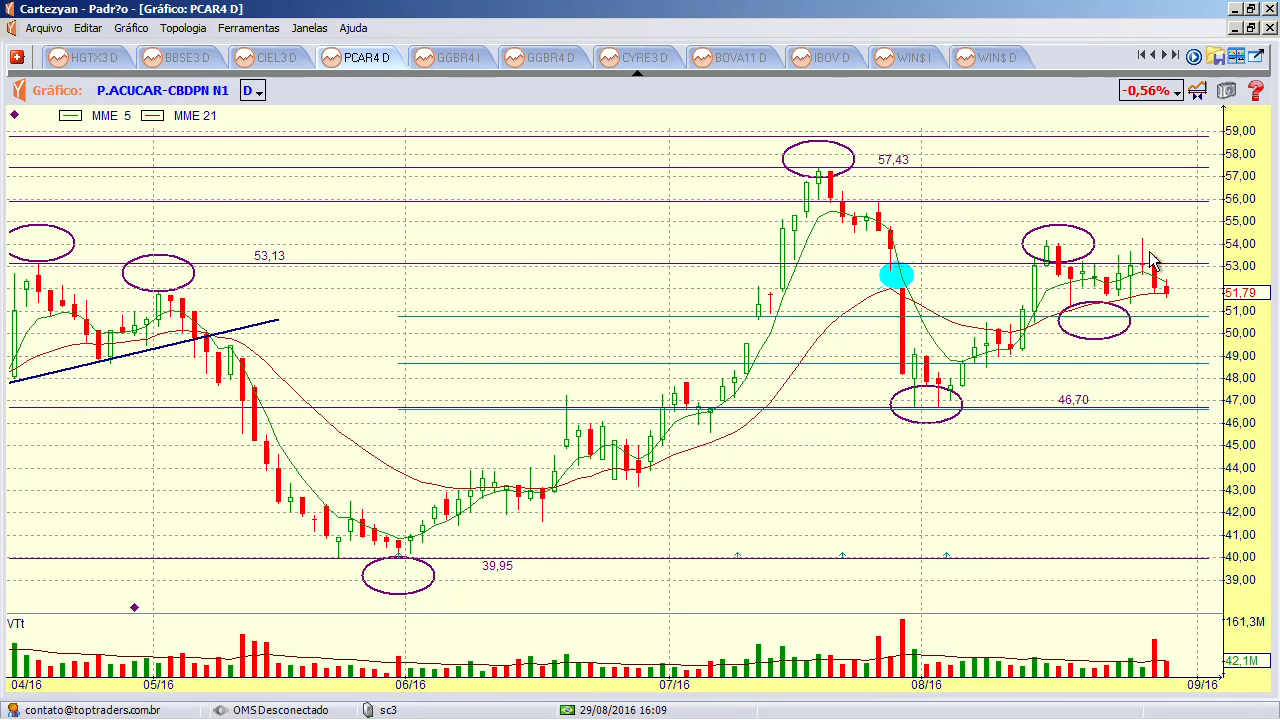 Cartezyan - Padr?o - [Gráfico: PCAR4 D]
Arquivo Editar Gráfico Topologia Ferramentas Janelas Ajuda
HGTX3 D BBSE3 D CIEL3 D PCAR4 D GGBR4 I GGBR4 D CYRE3 D BOVA11 D IBOV D WIN$ I WIN$ D
Gráfico: P.ACUCAR-CBDPN N1 D -0,56%
MME 5 MME 21
59,00
58,00
57,43
57,00
56,00
55,00
54,00
53,13
53,00
51,79
51,00
50,00
49,00
48,00
46,70
47,00
46,00
45,00
44,00
43,00
42,00
41,00
40,00
39,95
39,00
VTt
161,3M
42,1M
04/16 05/16 06/16 07/16 08/16 09/16
contato@toptraders.com.br OMS Desconectado sc3 29/08/2016 16:09